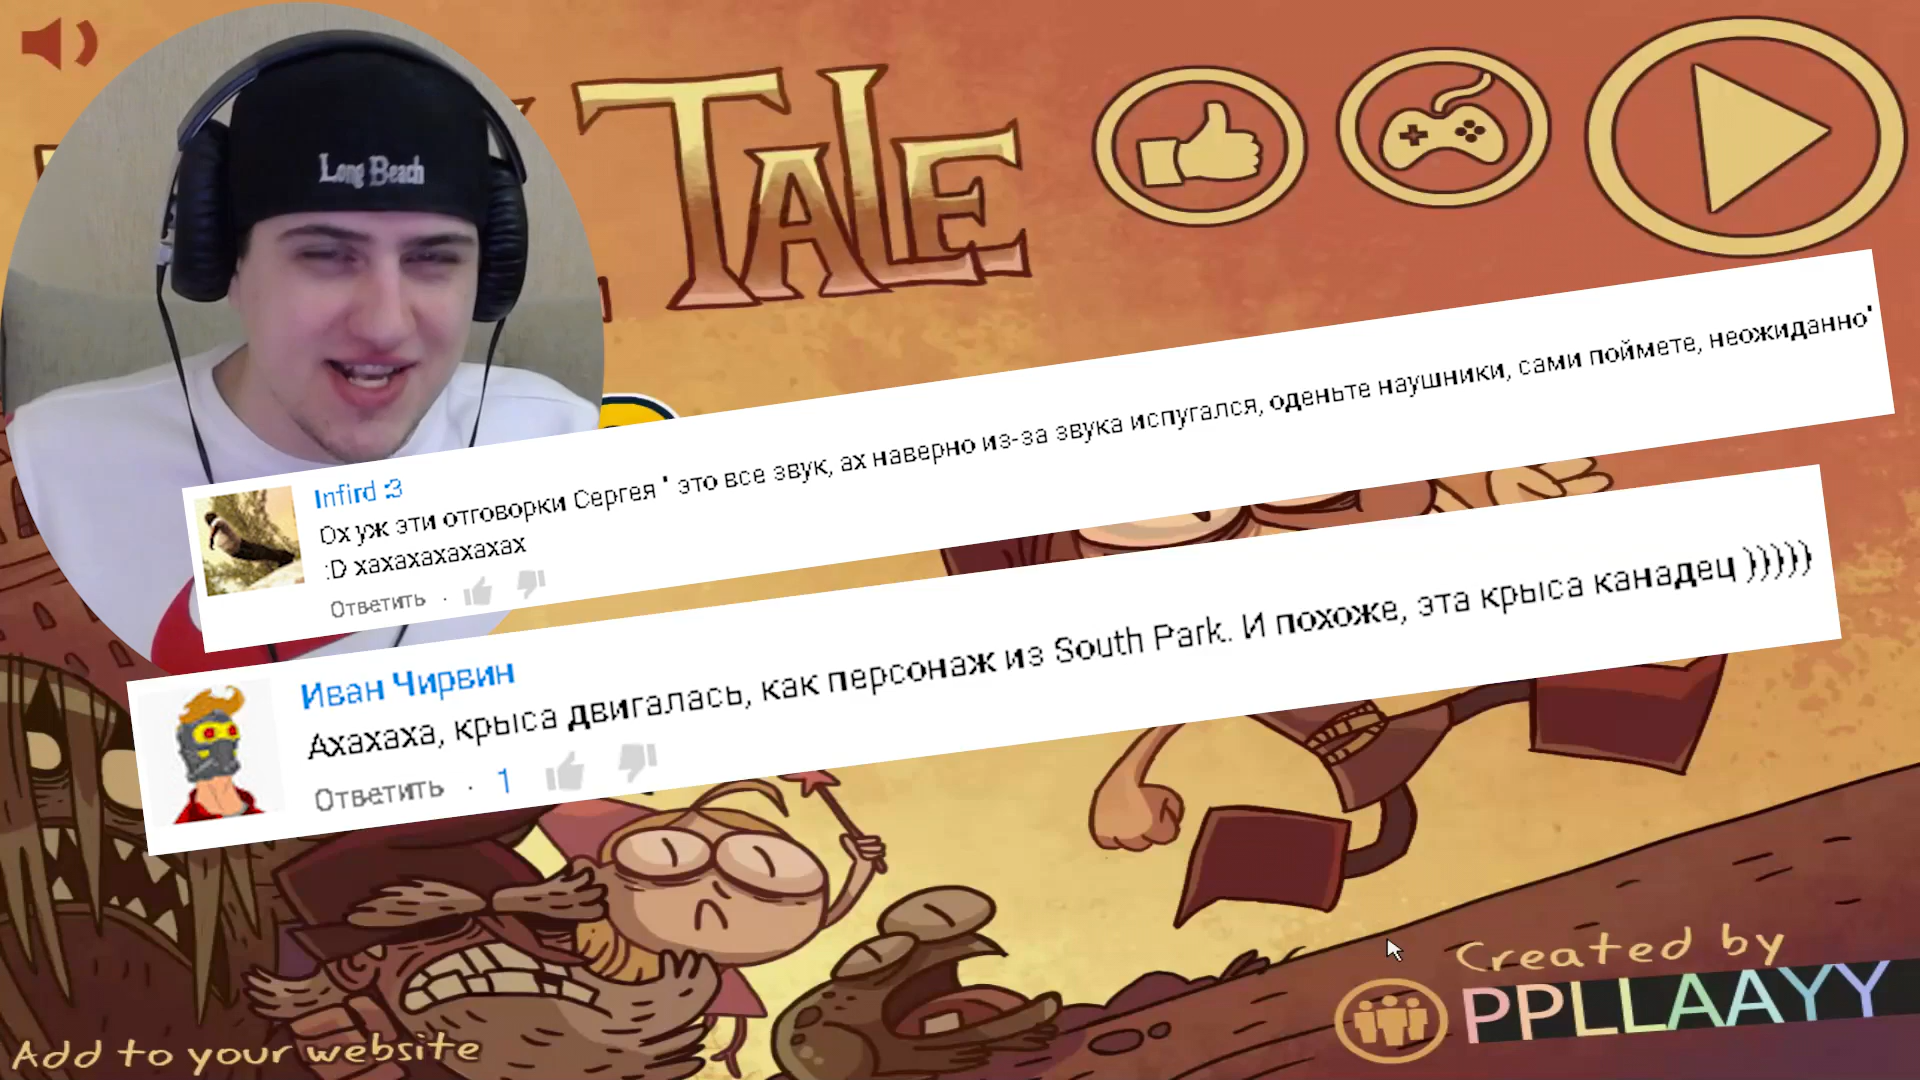 TALE
Long Beach
Infird :3
Ох уж эти отговорки Сергея " это все звук, ах наверно из-за звука испугался, оденьте наушники, сами поймете, неожиданно"
:D хахахахахахах
Ответить ·
Иван Чирвин
Ахахаха, крыса двигалась, как персонаж из South Park. И похоже, эта крыса канадец )))))
Ответить · 1
Created by
PPLLAAYY
Add to your website